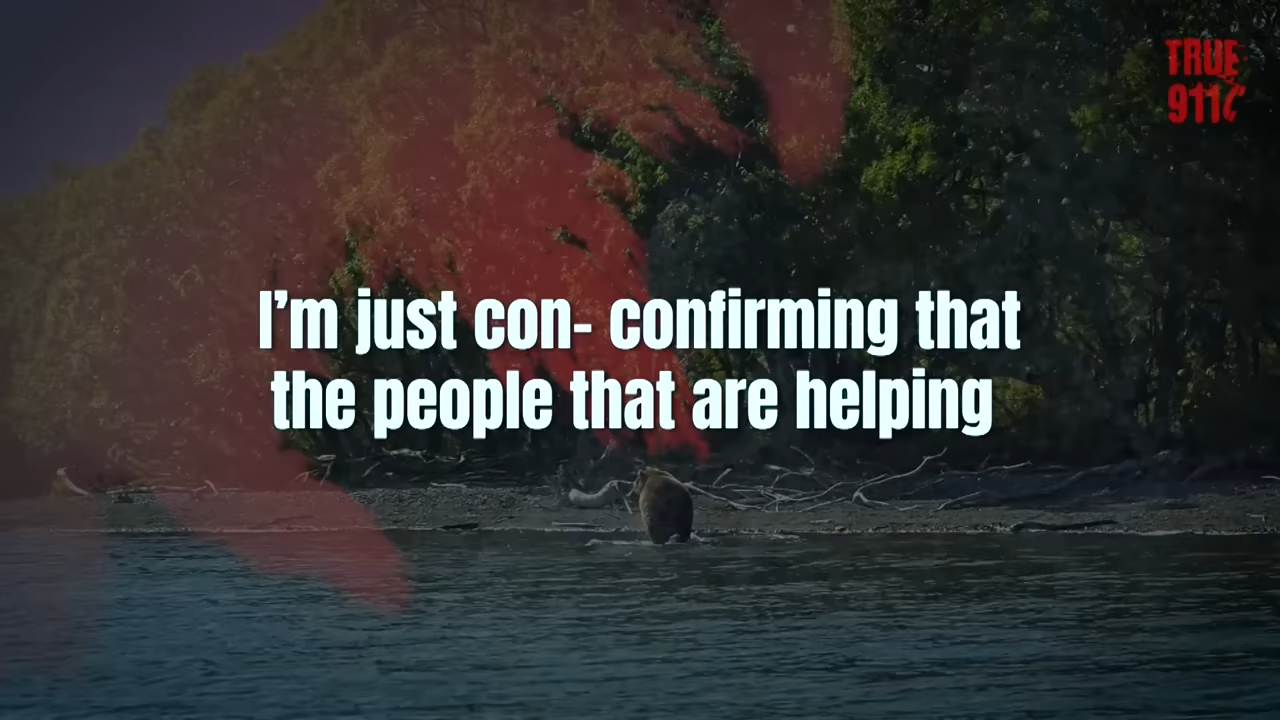 TRUE
911
I'm just con- confirming that
the people that are helping